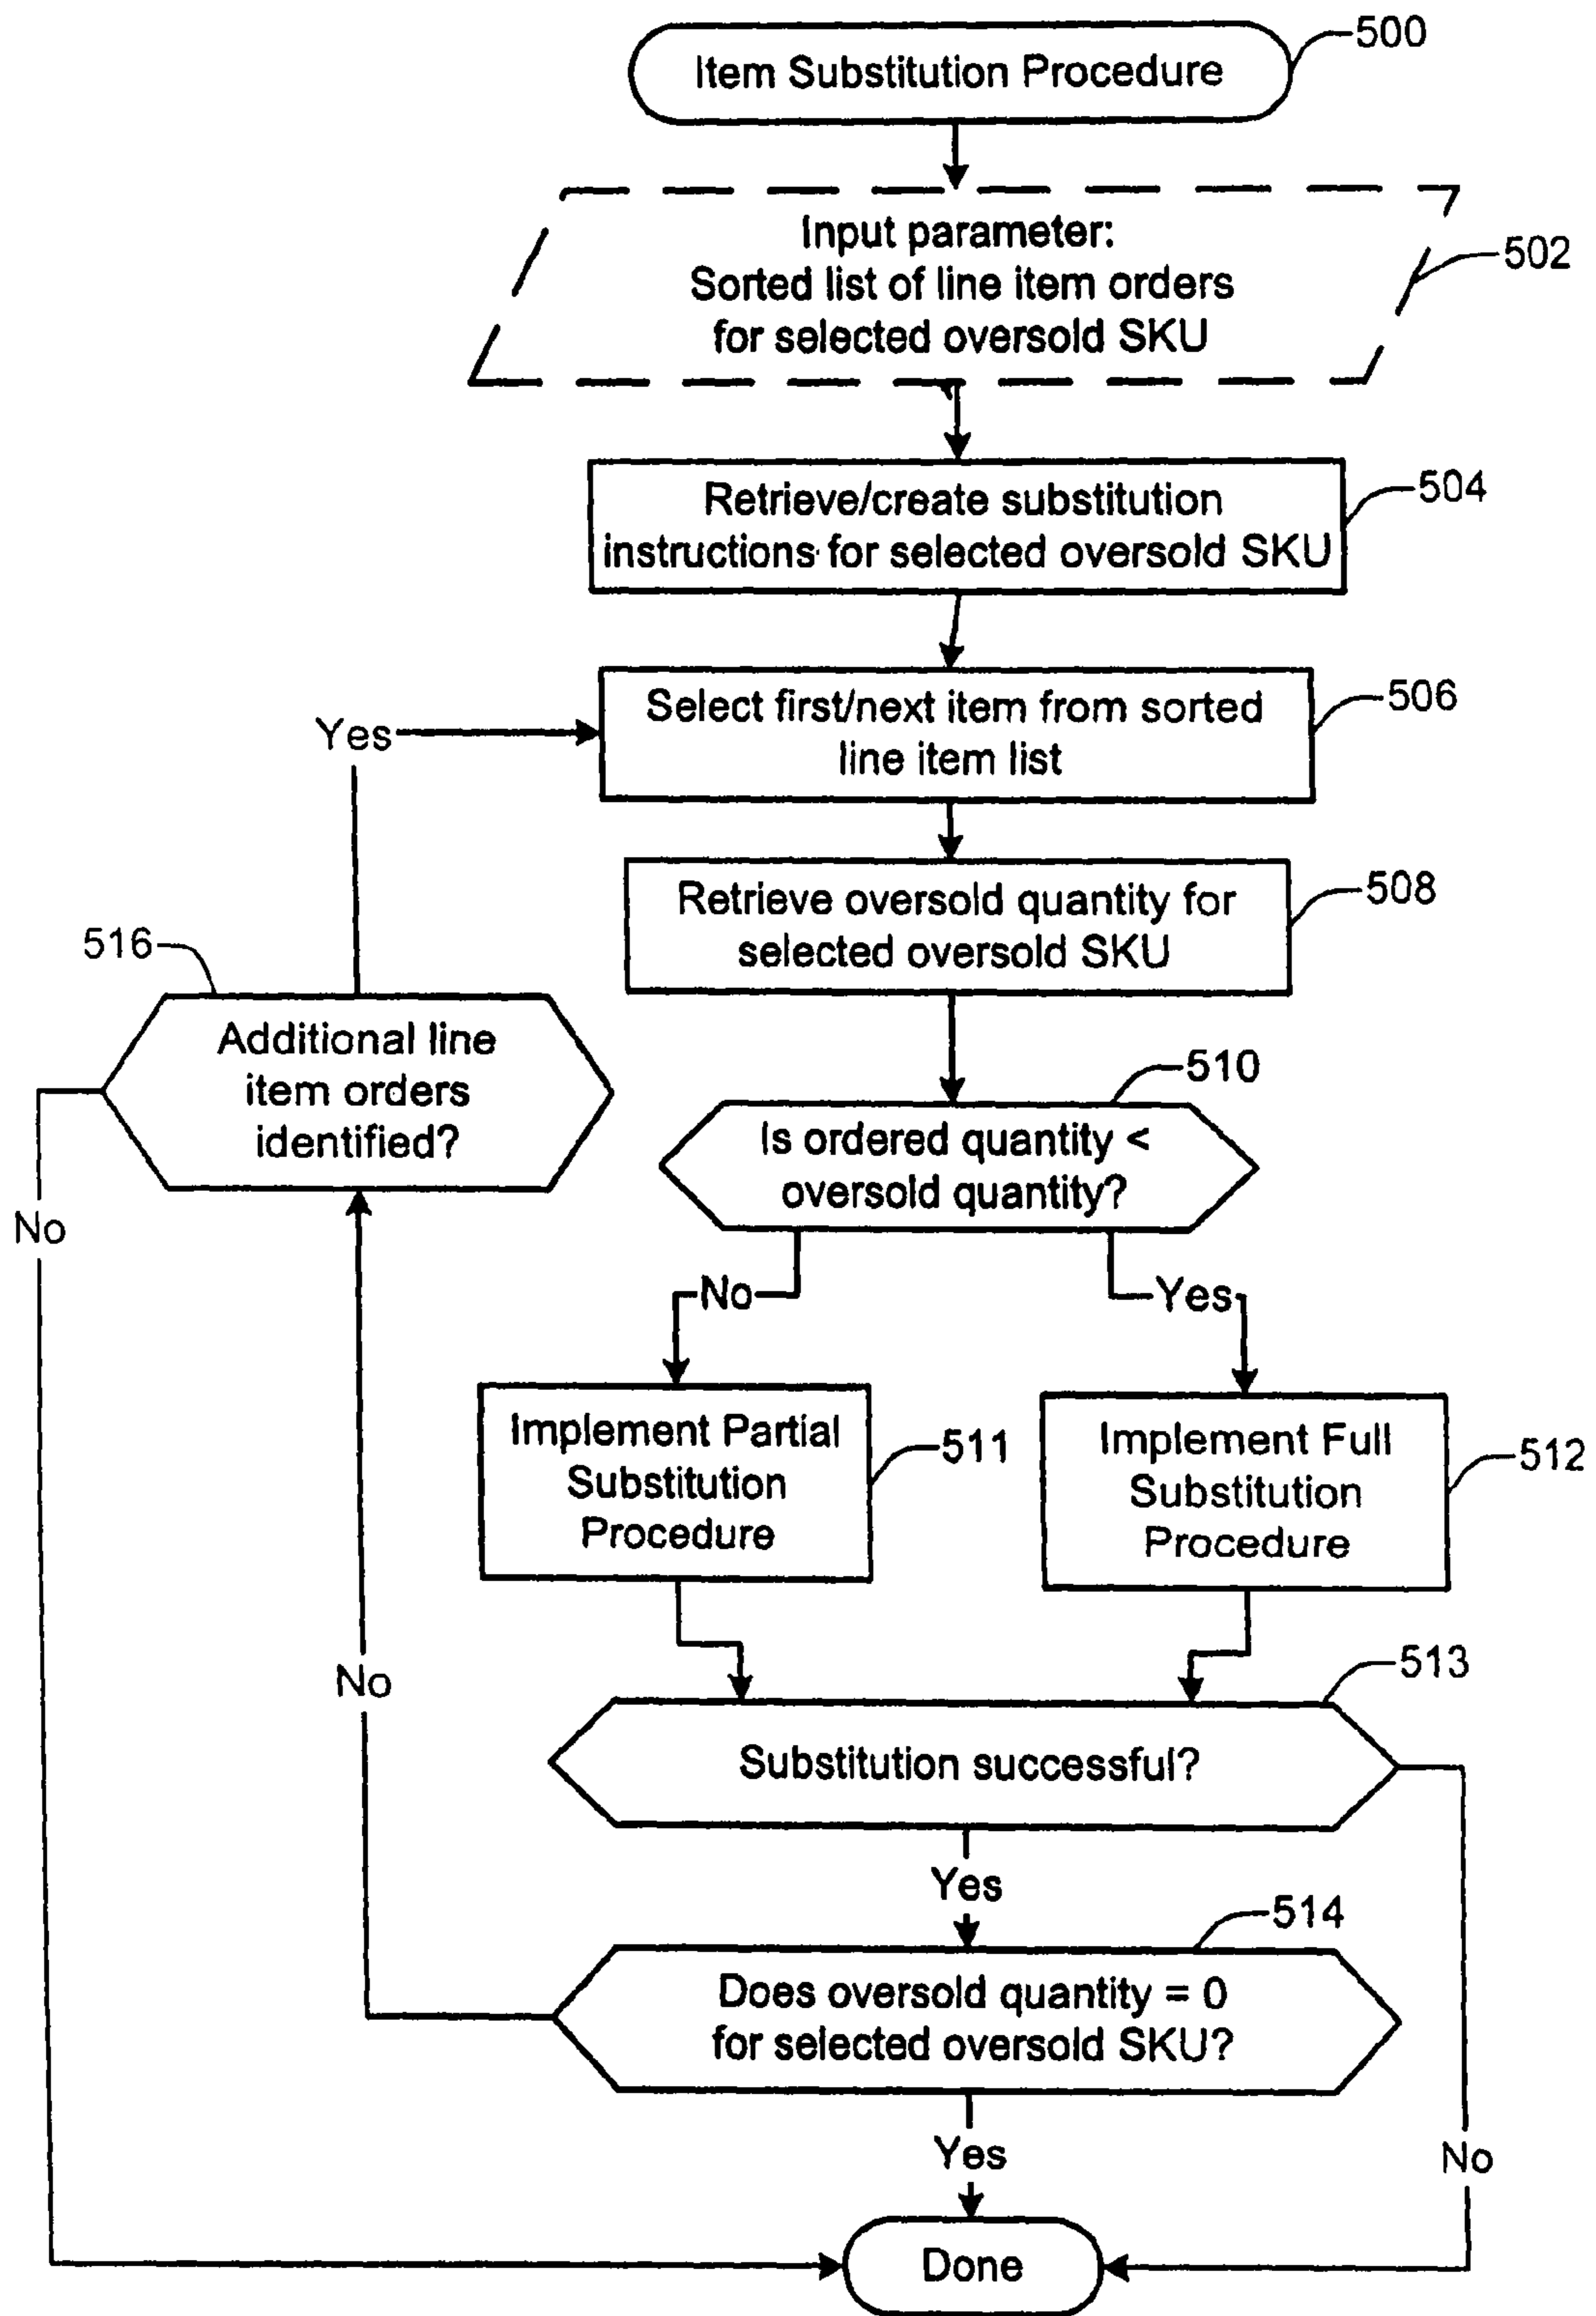 Item Substitution Procedure
500
Input parameter:
Sorted list of line item orders
for selected oversold SKU
502
Retrieve/create substitution
instructions for selected oversold SKU
504
Select first/next item from sorted
line item list
506
Yes
Retrieve oversold quantity for
selected oversold SKU
508
516
Additional line
item orders
identified?
No
510
Is ordered quantity <
oversold quantity?
No
Yes
Implement Partial
Substitution
Procedure
511
Implement Full
Substitution
Procedure
512
513
Substitution successful?
No
Yes
514
Does oversold quantity = 0
for selected oversold SKU?
Yes
No
Done